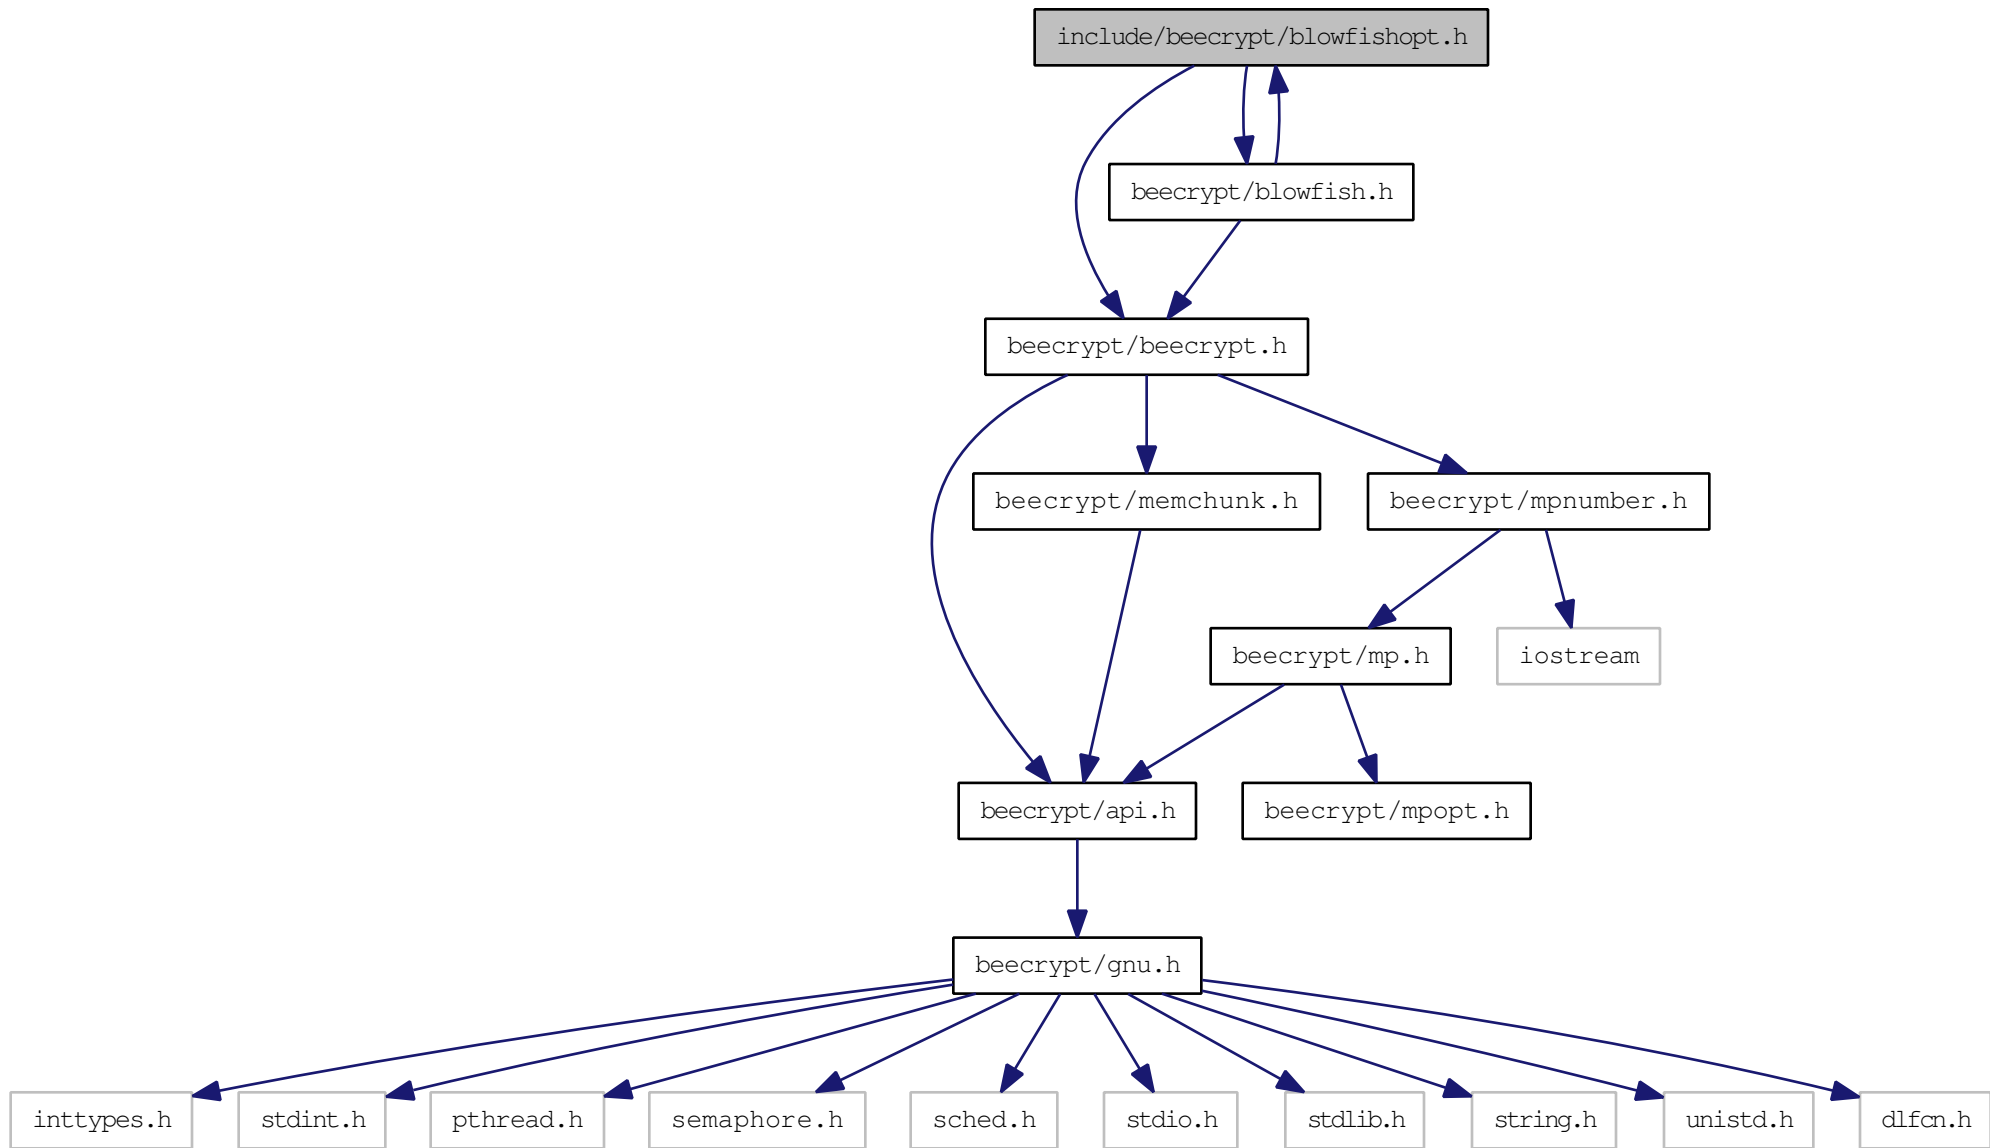 include/beecrypt/blowfishopt.h
beecrypt/blowfish.h
beecrypt/beecrypt.h
beecrypt/memchunk.h
beecrypt/mpnumber.h
beecrypt/mp.h
iostream
beecrypt/api.h
beecrypt/mpopt.h
beecrypt/gnu.h
inttypes.h
stdint.h
pthread.h
semaphore.h
sched.h
stdio.h
stdlib.h
string.h
unistd.h
dlfcn.h